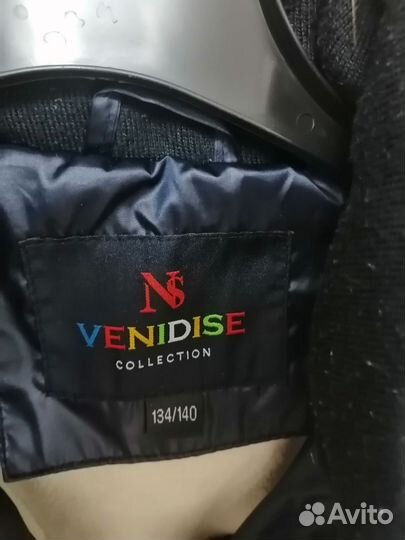 NS
VENIDISE
COLLECTION
134/140
Avito